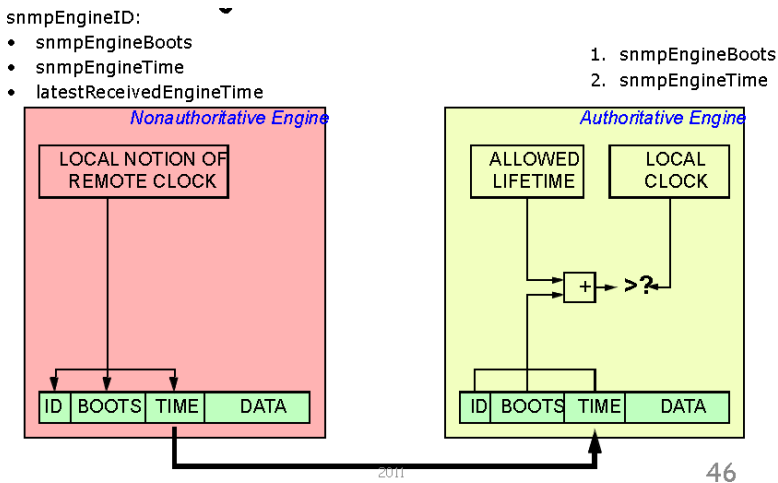 snmpEngineID:
• snmpEngineBoots
• snmpEngineTime
• latestReceivedEngineTime
1. snmpEngineBoots
2. snmpEngineTime
Nonauthoritative Engine
Authoritative Engine
LOCAL NOTION OF
REMOTE CLOCK
ALLOWED
LIFETIME
LOCAL
CLOCK
+
>?
ID BOOTS TIME DATA
ID BOOTS TIME DATA
2011
46